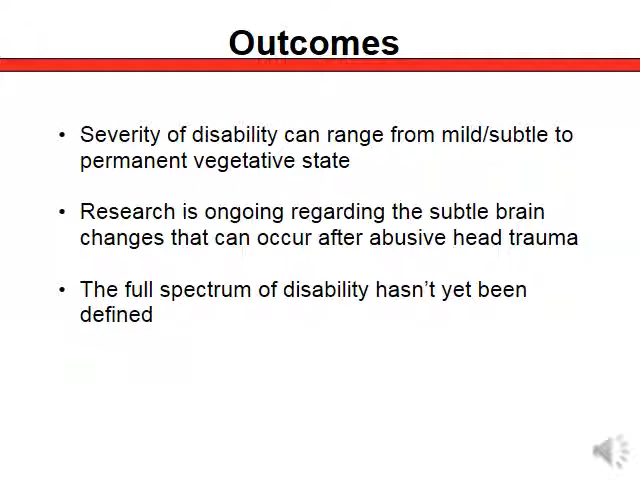 Outcomes
• Severity of disability can range from mild/subtle to
permanent vegetative state
• Research is ongoing regarding the subtle brain
changes that can occur after abusive head trauma
• The full spectrum of disability hasn’t yet been
defined